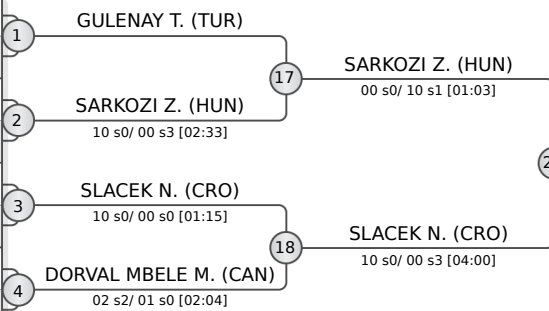 GULENAY T. (TUR)
1
SARKOZI Z. (HUN)
17
00 s0/ 10 s1 [01:03]
SARKOZI Z. (HUN)
2
10 s0/ 00 s3 [02:33]
SLACEK N. (CRO)
3
10 s0/ 00 s0 [01:15]
SLACEK N. (CRO)
18
10 s0/ 00 s3 [04:00]
DORVAL MBELE M. (CAN)
4
02 s2/ 01 s0 [02:04]